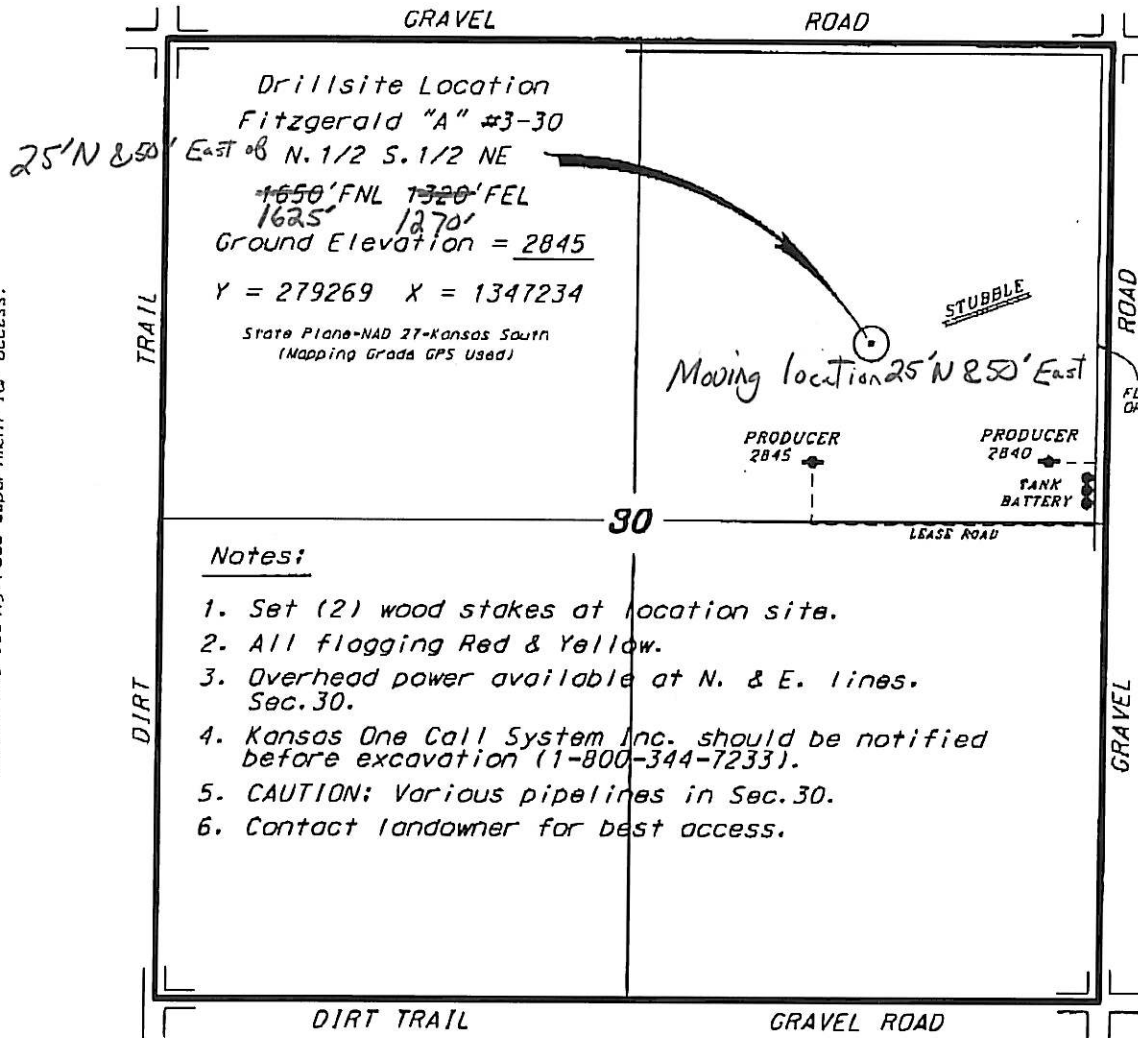 GRAVEL ROAD
Drillsite Location
Fitzgerald "A" #3-30
25'N & 50' East of N. 1/2 S. 1/2 NE
1650' FNL 1320' FEL
1625' 1270'
Ground Elevation = 2845
Y = 279269 X = 1347234
State Plane-NAD 27-Kansas South
(Mapping Grade GPS Used)
TRAIL
STUBBLE
ROAD
Moving location 25'N & 50' East
PRODUCER
2845
PRODUCER
2840
TANK
BATTERY
30
LEASE ROAD
Notes:
1. Set (2) wood stakes at location site.
2. All flagging Red & Yellow.
3. Overhead power available at N. & E. lines.
Sec.30.
4. Kansas One Call System Inc. should be notified
before excavation (1-800-344-7233).
5. CAUTION: Various pipelines in Sec.30.
6. Contact landowner for best access.
DIRT
GRAVEL
DIRT TRAIL GRAVEL ROAD